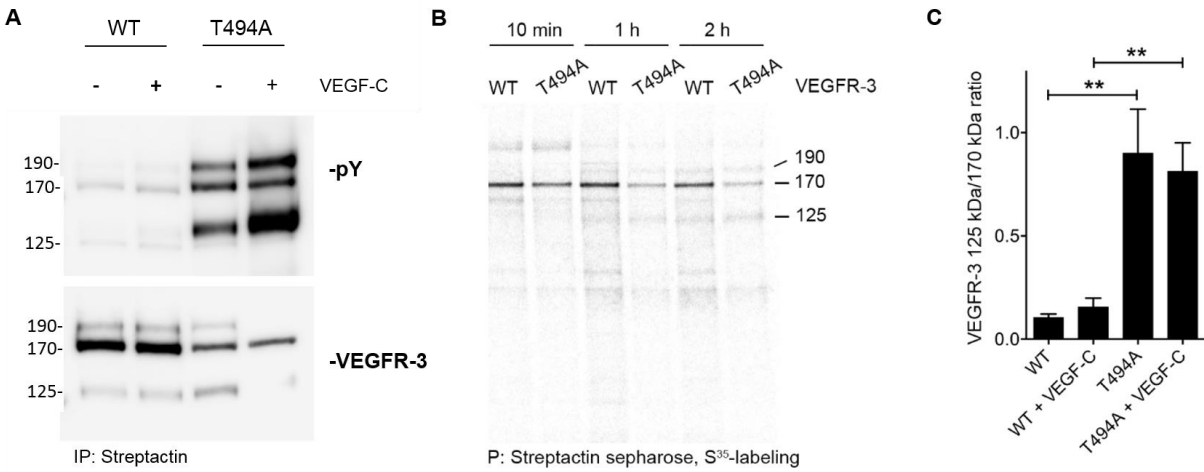 A
WT T494A
- + - + VEGF-C
190-
170-
125-
-pY
190-
170-
125-
-VEGFR-3
IP: Streptactin
B
10 min 1 h 2 h
WT T494A WT T494A WT T494A VEGFR-3
190
170
125
P: Streptactin sepharose, S³⁵-labeling
C
VEGFR-3 125 kDa/170 kDa ratio
**
**
1.0
0.5
0.0
WT
WT + VEGF-C
T494A
T494A + VEGF-C